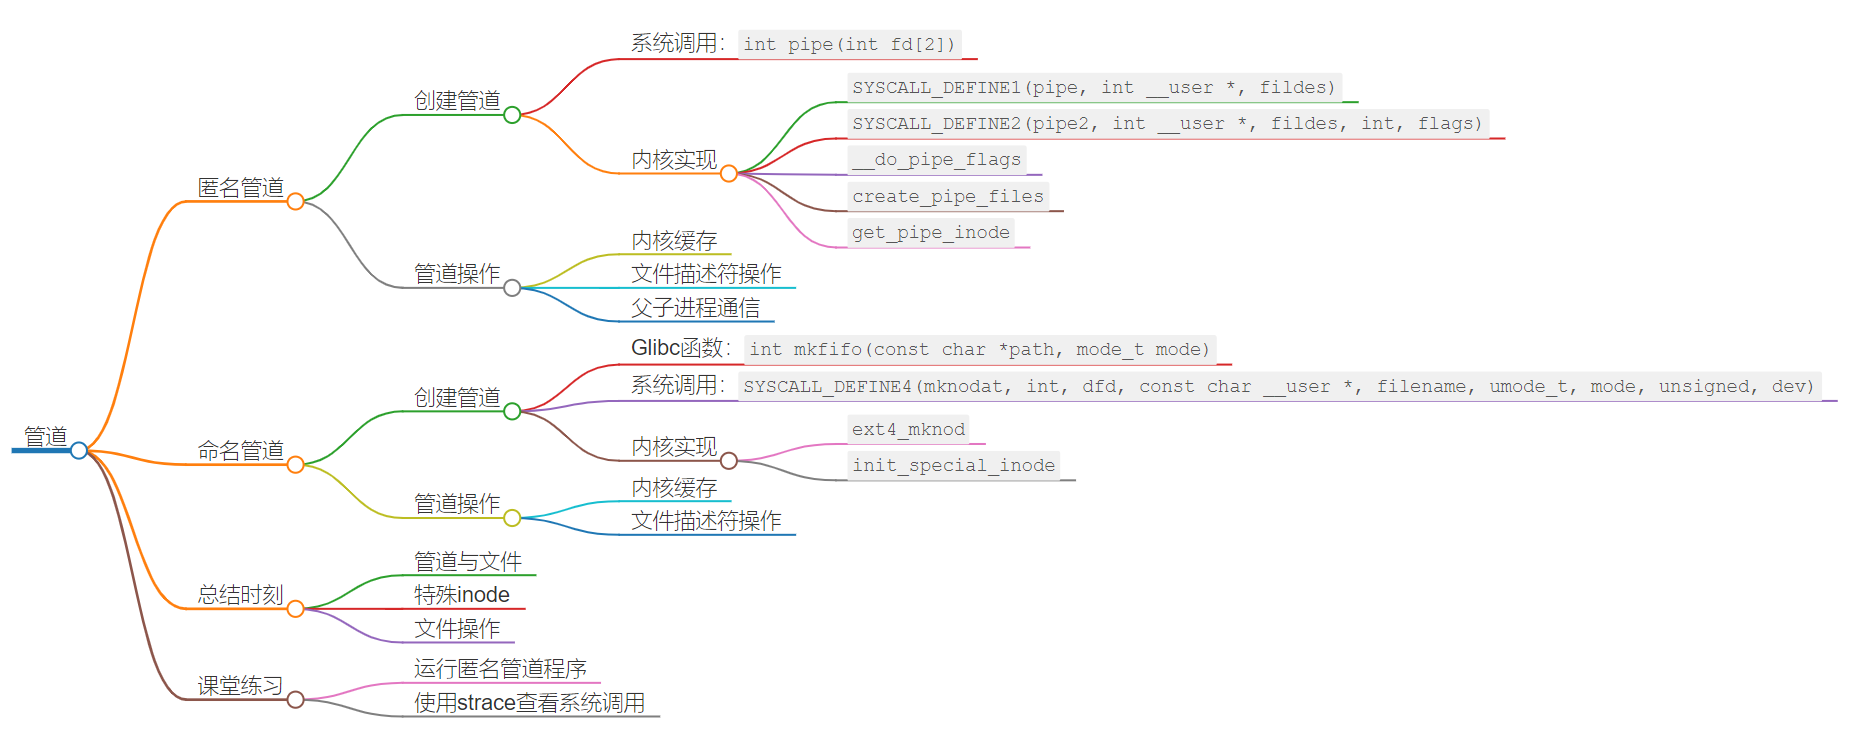 管道
匿名管道
创建管道
系统调用：int pipe(int fd[2])
内核实现
SYSCALL_DEFINE1(pipe, int __user *, fildes)
SYSCALL_DEFINE2(pipe2, int __user *, fildes, int, flags)
__do_pipe_flags
create_pipe_files
get_pipe_inode
管道操作
内核缓存
文件描述符操作
父子进程通信
命名管道
创建管道
Glibc函数：int mkfifo(const char *path, mode_t mode)
系统调用：SYSCALL_DEFINE4(mknodat, int, dfd, const char __user *, filename, umode_t, mode, unsigned, dev)
内核实现
ext4_mknod
init_special_inode
管道操作
内核缓存
文件描述符操作
总结时刻
管道与文件
特殊inode
文件操作
课堂练习
运行匿名管道程序
使用strace查看系统调用